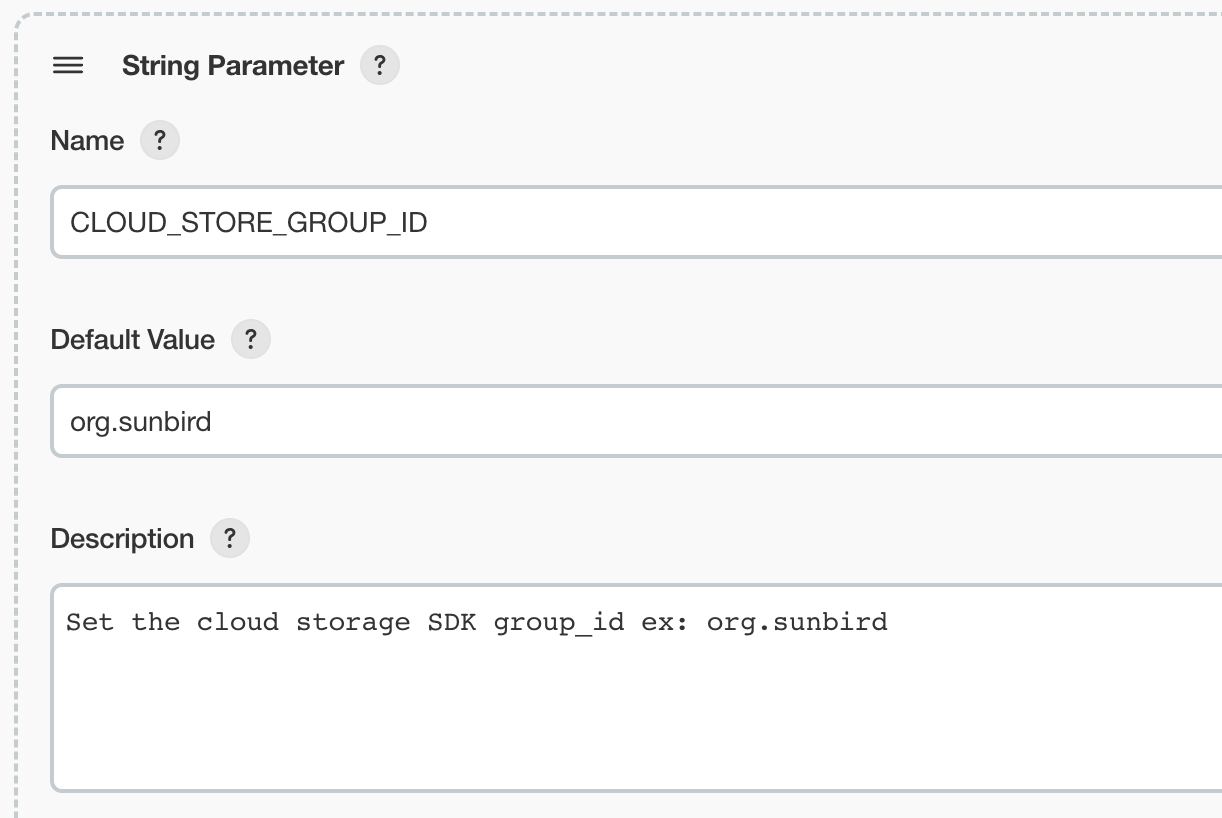 String Parameter ?
Name ?
CLOUD_STORE_GROUP_ID
Default Value ?
org.sunbird
Description ?
Set the cloud storage SDK group_id ex: org.sunbird